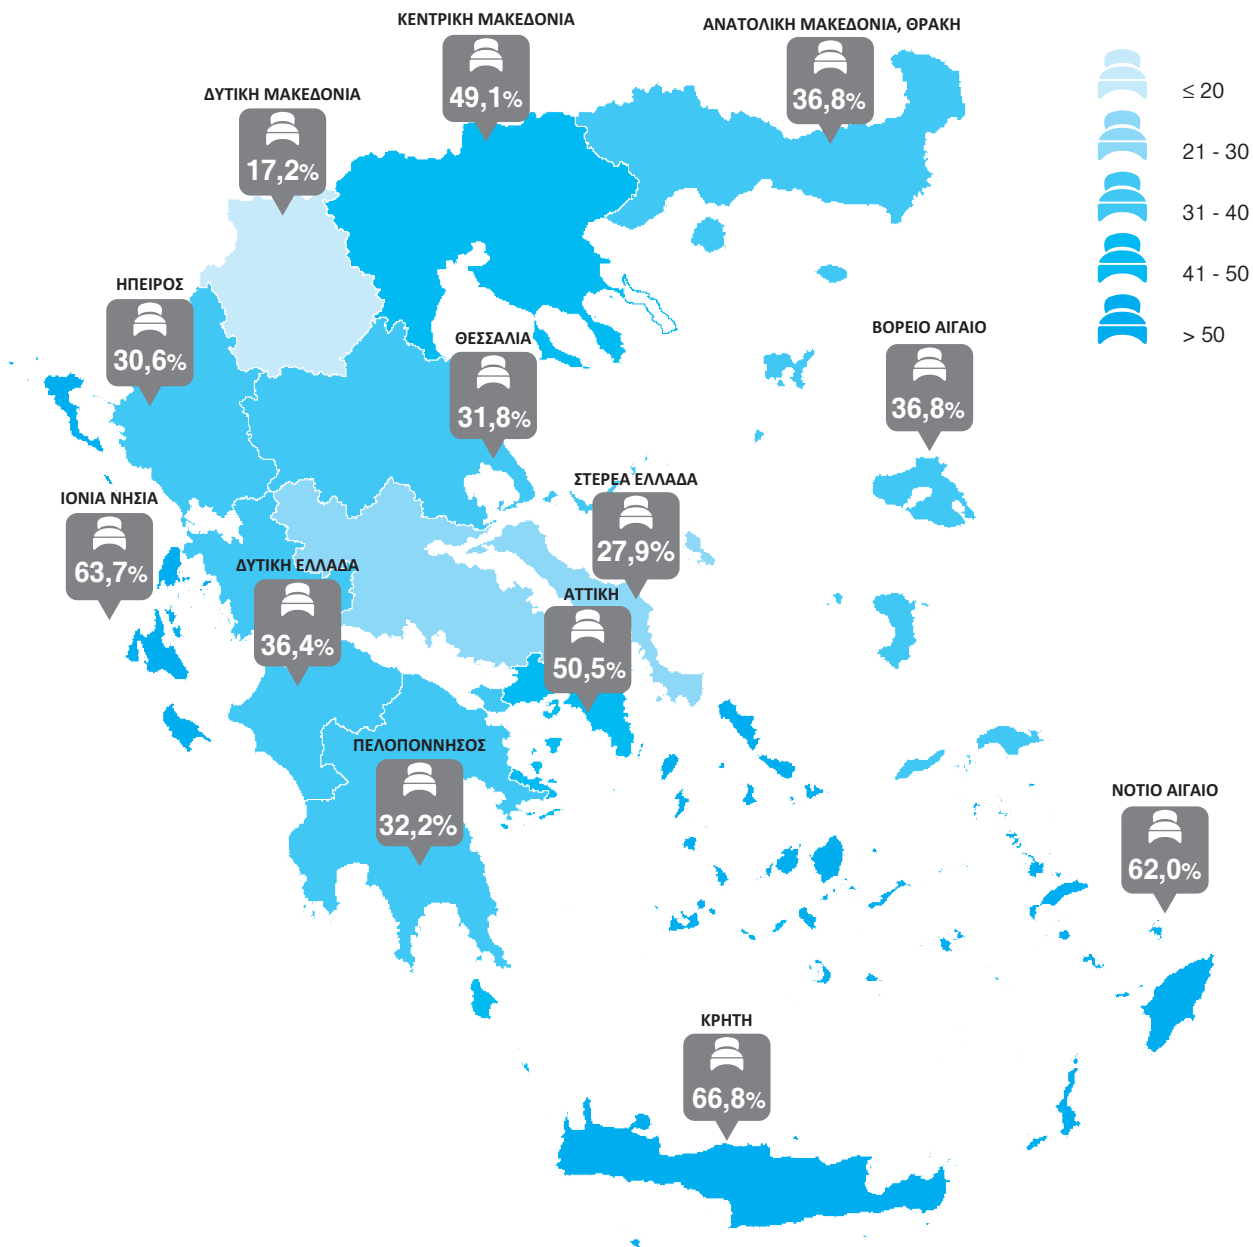 ΚΕΝΤΡΙΚΗ ΜΑΚΕΔΟΝΙΑ
49,1%
ΑΝΑΤΟΛΙΚΗ ΜΑΚΕΔΟΝΙΑ, ΘΡΑΚΗ
36,8%
ΔΥΤΙΚΗ ΜΑΚΕΔΟΝΙΑ
17,2%
≤ 20
21 - 30
31 - 40
41 - 50
> 50
ΗΠΕΙΡΟΣ
30,6%
ΘΕΣΣΑΛΙΑ
31,8%
ΒΟΡΕΙΟ ΑΙΓΑΙΟ
36,8%
ΙΟΝΙΑ ΝΗΣΙΑ
63,7%
ΣΤΕΡΕΑ ΕΛΛΑΔΑ
27,9%
ΔΥΤΙΚΗ ΕΛΛΑΔΑ
36,4%
ΑΤΤΙΚΗ
50,5%
ΠΕΛΟΠΟΝΝΗΣΟΣ
32,2%
ΝΟΤΙΟ ΑΙΓΑΙΟ
62,0%
ΚΡΗΤΗ
66,8%